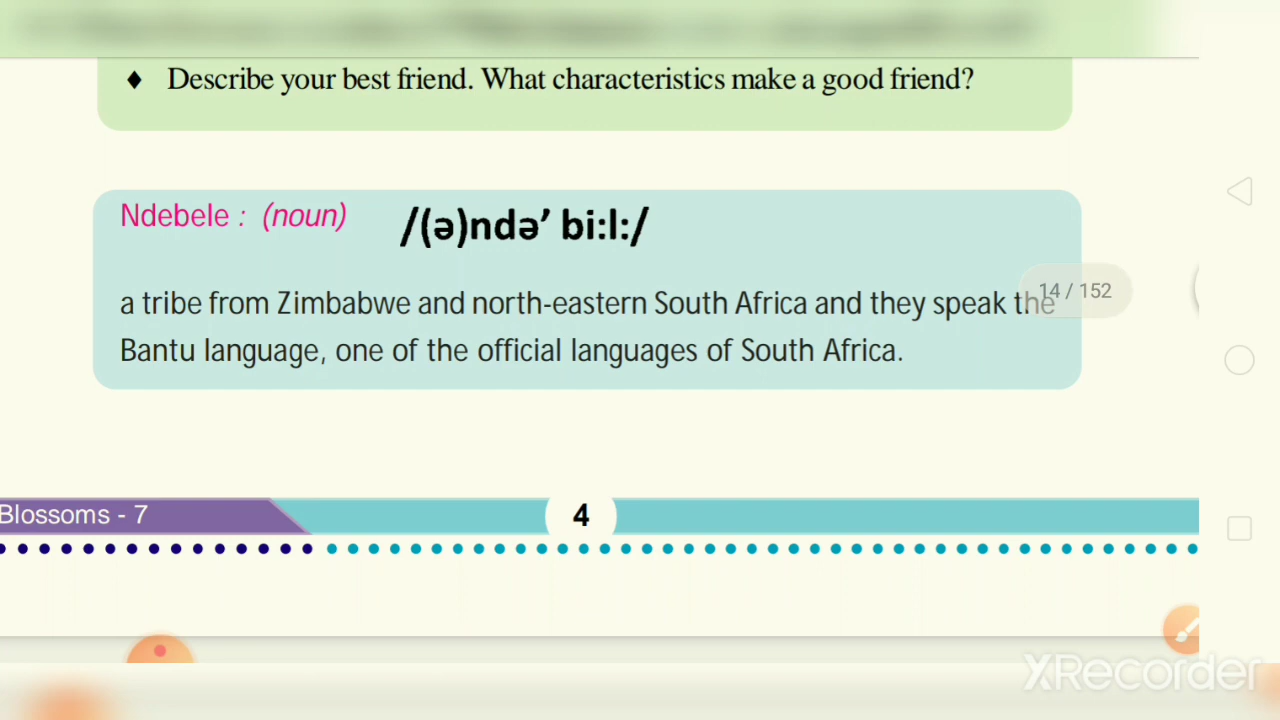 ♦ Describe your best friend. What characteristics make a good friend?
Ndebele : (noun) /(ə)ndə′ bi:l:/
14 / 152
a tribe from Zimbabwe and north-eastern South Africa and they speak the
Bantu language, one of the official languages of South Africa.
Blossoms - 7
4
XRecorder